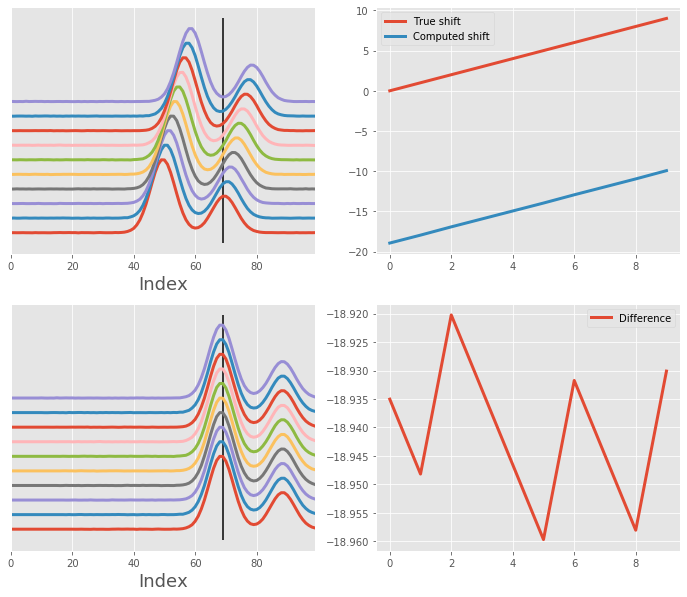 0 20 40 60 80
Index
True shift
Computed shift
10
5
0
−5
−10
−15
−20
0 2 4 6 8
0 20 40 60 80
Index
Difference
−18.920
−18.925
−18.930
−18.935
−18.940
−18.945
−18.950
−18.955
−18.960
0 2 4 6 8